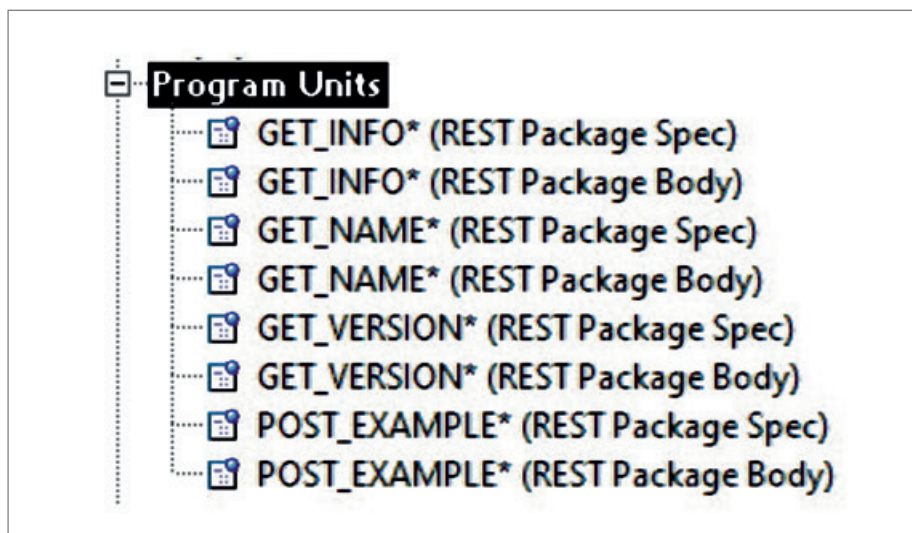 Program Units
GET_INFO* (REST Package Spec)
GET_INFO* (REST Package Body)
GET_NAME* (REST Package Spec)
GET_NAME* (REST Package Body)
GET_VERSION* (REST Package Spec)
GET_VERSION* (REST Package Body)
POST_EXAMPLE* (REST Package Spec)
POST_EXAMPLE* (REST Package Body)